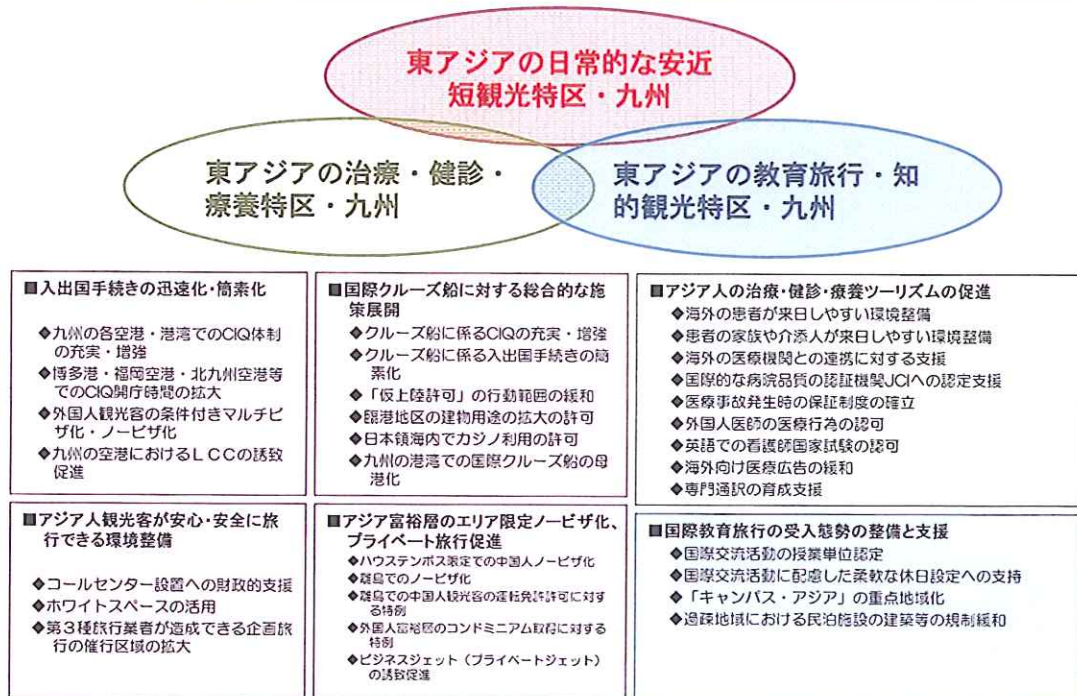 東アジアの日常的な安近
短観光特区・九州
東アジアの治療・健診・
療養特区・九州
東アジアの教育旅行・知
的観光特区・九州
■入出国手続きの迅速化・簡素化
◆九州の各空港・港湾でのCIQ体制
の充実・増強
◆博多港・福岡空港・北九州空港等
でのCIQ開庁時間の拡大
◆外国人観光客の条件付きマルチビ
ザ化・ノービザ化
◆九州の空港におけるLCCの誘致
促進
■国際クルーズ船に対する総合的な施
策展開
◆クルーズ船に係るCIQの充実・増強
◆クルーズ船に係る入出国手続きの簡
素化
◆「仮上陸許可」の行動範囲の緩和
◆臨港地区の建物用途の拡大の許可
◆日本領海内でカジノ利用の許可
◆九州の港湾での国際クルーズ船の母
港化
■アジア人の治療・健診・療養ツーリズムの促進
◆海外の患者が来日しやすい環境整備
◆患者の家族や介添人が来日しやすい環境整備
◆海外の医療機関との連携に対する支援
◆国際的な病院品質の認証機関JCIへの認定支援
◆医療事故発生時の保証制度の確立
◆外国人医師の医療行為の認可
◆英語での看護師国家試験の認可
◆海外向け医療広告の緩和
◆専門通訳の育成支援
■アジア人観光客が安心・安全に旅
行できる環境整備
◆コールセンター設置への財政的支援
◆ホワイトスペースの活用
◆第3種旅行業者が造成できる企画旅
行の催行区域の拡大
■アジア富裕層のエリア限定ノービザ化、
プライベート旅行促進
◆ハウステンボス限定での中国人ノービザ化
◆離島でのノービザ化
◆離島での中国人観光客の運転免許許可に対す
る特例
◆外国人富裕層のコンドミニアム取得に対する
特例
◆ビジネスジェット（プライベートジェット）
の誘致促進
■国際教育旅行の受入態勢の整備と支援
◆国際交流活動の授業単位認定
◆国際交流活動に配慮した柔軟な休日設定への支持
◆「キャンパス・アジア」の重点地域化
◆過疎地域における民泊施設の建築等の規制緩和